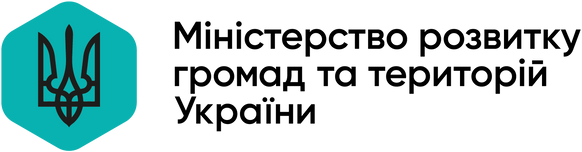 Міністерство розвитку
громад та територій
України